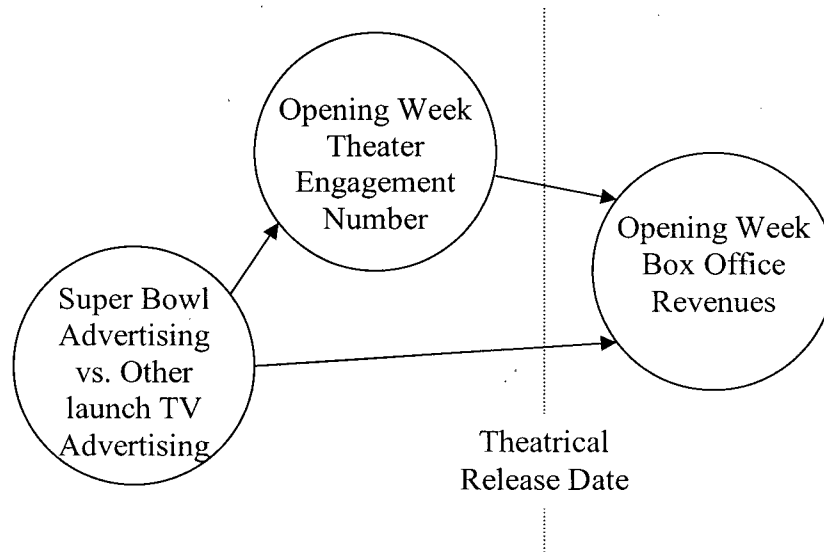 Opening Week
Theater
Engagement
Number
Opening Week
Box Office
Revenues
Super Bowl
Advertising
vs. Other
launch TV
Advertising
Theatrical
Release Date